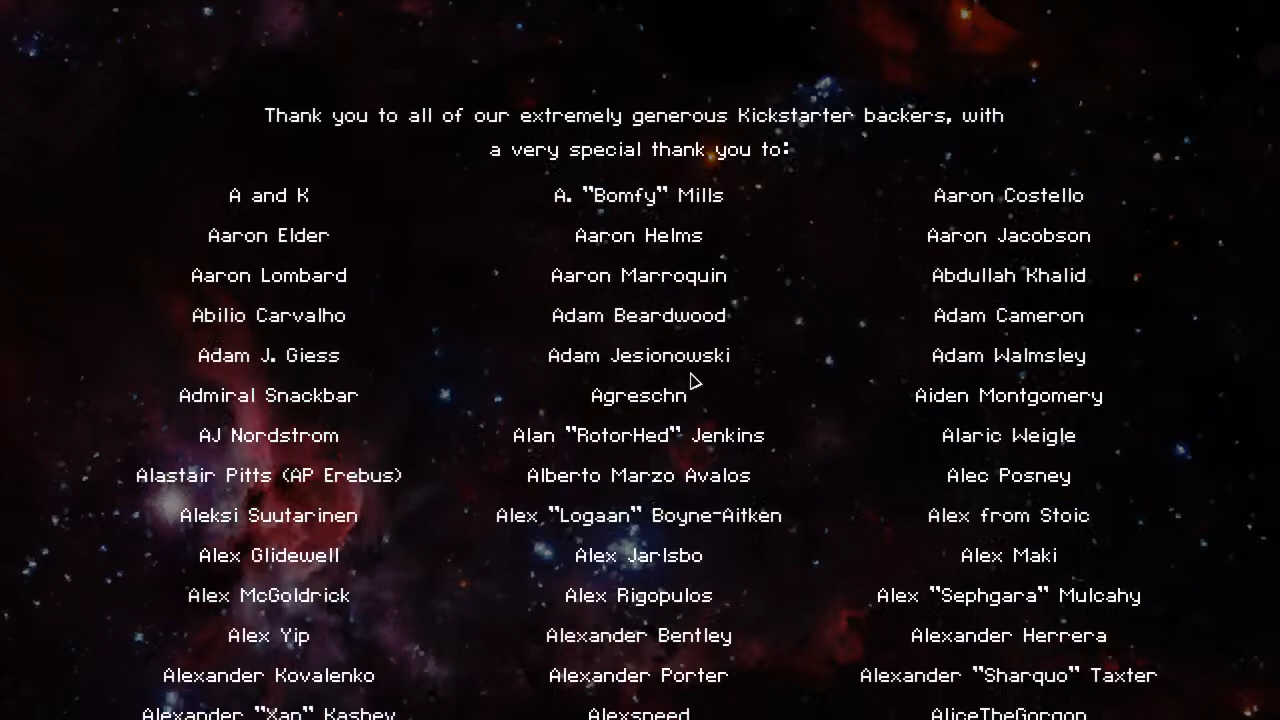 Thank you to all of our extremely generous Kickstarter backers, with
a very special thank you to:
A and K A. "Bomfy" Mills Aaron Costello
Aaron Elder Aaron Helms Aaron Jacobson
Aaron Lombard Aaron Marroquin Abdullah Khalid
Abilio Carvalho Adam Beardwood Adam Cameron
Adam J. Giess Adam Jesionowski Adam Walmsley
Admiral Snackbar Agreschn Aiden Montgomery
AJ Nordstrom Alan "RotorHed" Jenkins Alaric Weigle
Alastair Pitts (AP Erebus) Alberto Marzo Avalos Alec Posney
Aleksi Suutarinen Alex "Logaan" Boyne-Aitken Alex from Stoic
Alex Glidewell Alex Jarlsbo Alex Maki
Alex McGoldrick Alex Rigopulos Alex "Sephgara" Mulcahy
Alex Yip Alexander Bentley Alexander Herrera
Alexander Kovalenko Alexander Porter Alexander "Sharquo" Taxter
Alexander "Xan" Kashev Alexspeed AliceTheGorgon